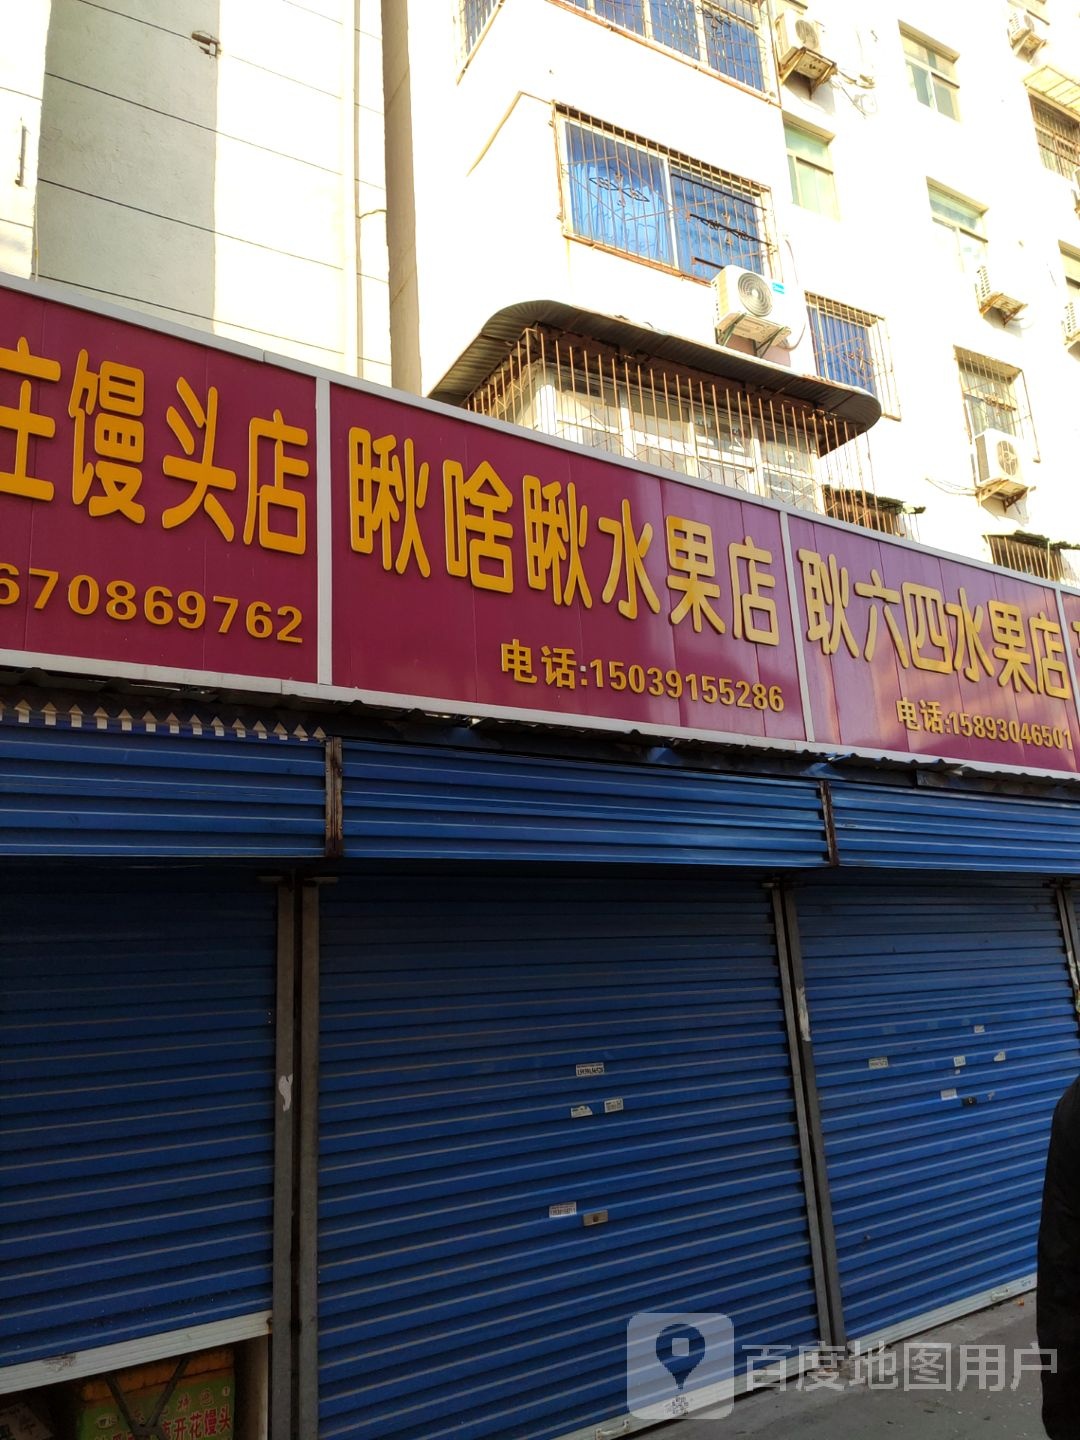 庄馒头店
670869762
瞅啥瞅水果店
电话:15039155286
耿六四水果店
电话:15893046501
开花馒头
百度地图用户